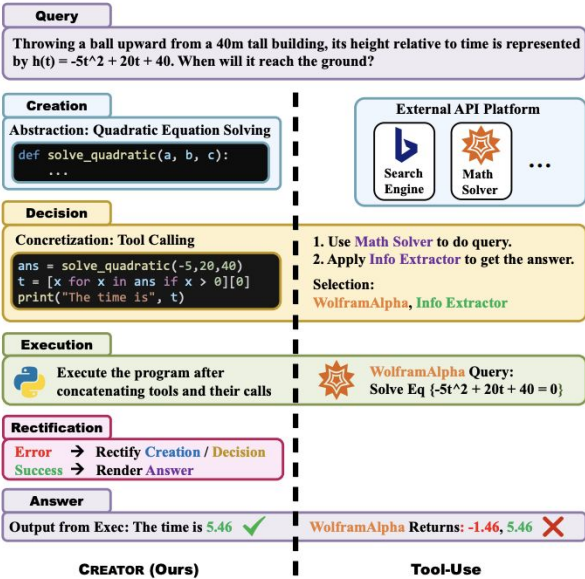 Query
Throwing a ball upward from a 40m tall building, its height relative to time is represented
by h(t) = -5t^2 + 20t + 40. When will it reach the ground?
Creation
Abstraction: Quadratic Equation Solving
def solve_quadratic(a, b, c):
...
External API Platform
Search
Engine
Math
Solver
...
Decision
Concretization: Tool Calling
ans = solve_quadratic(-5,20,40)
t = [x for x in ans if x > 0][0]
print("The time is", t)
1. Use Math Solver to do query.
2. Apply Info Extractor to get the answer.
Selection:
WolframAlpha, Info Extractor
Execution
Execute the program after
concatenating tools and their calls
WolframAlpha Query:
Solve Eq {-5t^2 + 20t + 40 = 0}
Rectification
Error → Rectify Creation / Decision
Success → Render Answer
Answer
Output from Exec: The time is 5.46
WolframAlpha Returns: -1.46, 5.46
CREATOR (Ours)
Tool-Use